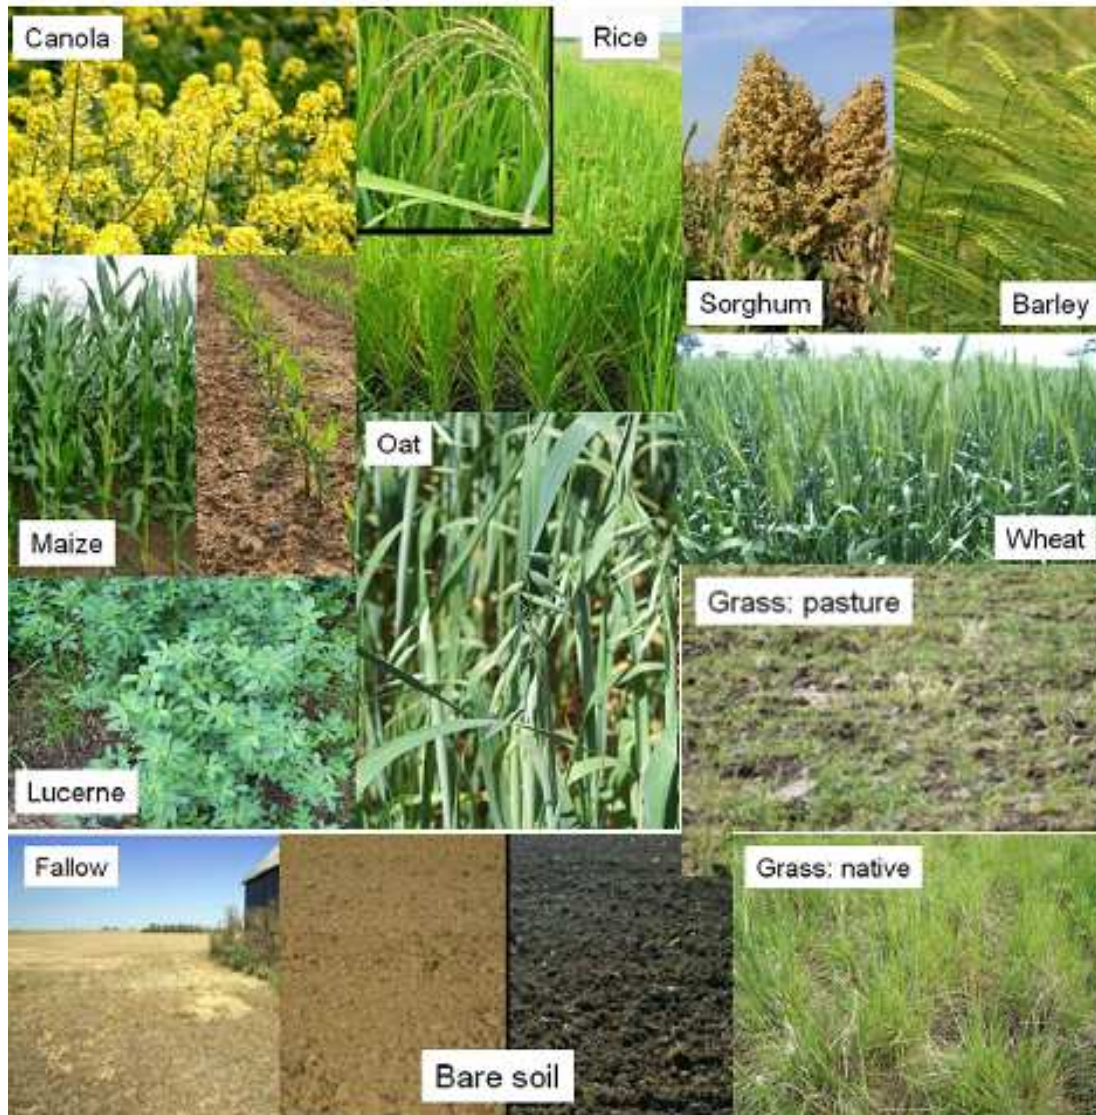 Canola
Rice
Sorghum
Barley
Maize
Oat
Wheat
Lucerne
Grass: pasture
Fallow
Bare soil
Grass: native